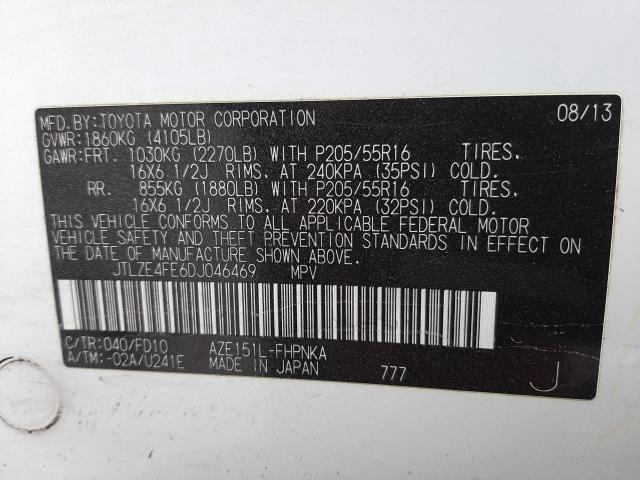 MFD.BY:TOYOTA MOTOR CORPORATION 08/13
GVWR:1860KG (4105LB)
GAWR:FRT. 1030KG (2270LB) WITH P205/55R16 TIRES.
16X6 1/2J RIMS. AT 240KPA (35PSI) COLD.
RR. 855KG (1880LB) WITH P205/55R16 TIRES.
16X6 1/2J RIMS. AT 220KPA (32PSI) COLD.
THIS VEHICLE CONFORMS TO ALL APPLICABLE FEDERAL MOTOR
VEHICLE SAFETY AND THEFT PREVENTION STANDARDS IN EFFECT ON
THE DATE OF MANUFACTURE SHOWN ABOVE.
JTLZE4FE6DJ046469 MPV
C/TR:040/FD10 AZE151L-FHPNKA
A/TM:-02A/U241E MADE IN JAPAN 777 J